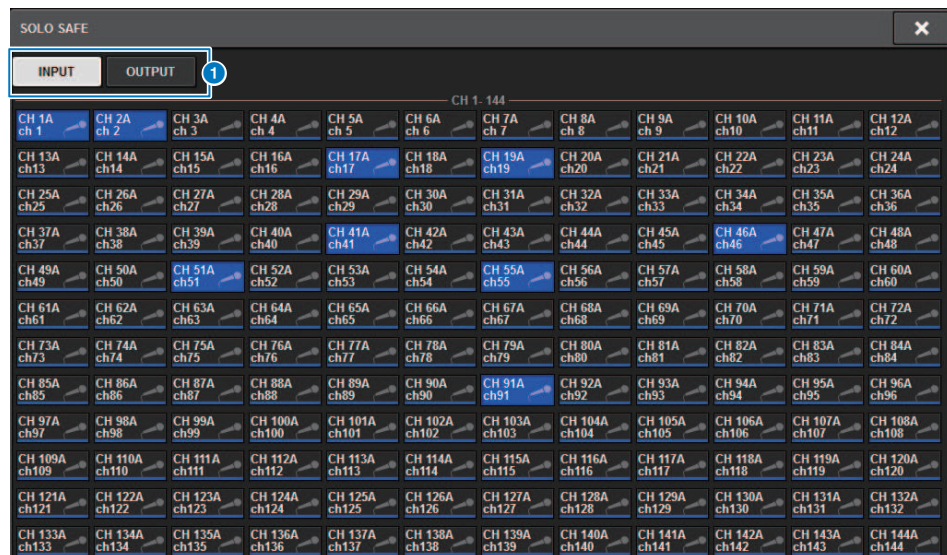 SOLO SAFE
INPUT OUTPUT 1
CH 1- 144
CH 1A CH 2A CH 3A CH 4A CH 5A CH 6A CH 7A CH 8A CH 9A CH 10A CH 11A CH 12A
ch 1 ch 2 ch 3 ch 4 ch 5 ch 6 ch 7 ch 8 ch 9 ch10 ch11 ch12
CH 13A CH 14A CH 15A CH 16A CH 17A CH 18A CH 19A CH 20A CH 21A CH 22A CH 23A CH 24A
ch13 ch14 ch15 ch16 ch17 ch18 ch19 ch20 ch21 ch22 ch23 ch24
CH 25A CH 26A CH 27A CH 28A CH 29A CH 30A CH 31A CH 32A CH 33A CH 34A CH 35A CH 36A
ch25 ch26 ch27 ch28 ch29 ch30 ch31 ch32 ch33 ch34 ch35 ch36
CH 37A CH 38A CH 39A CH 40A CH 41A CH 42A CH 43A CH 44A CH 45A CH 46A CH 47A CH 48A
ch37 ch38 ch39 ch40 ch41 ch42 ch43 ch44 ch45 ch46 ch47 ch48
CH 49A CH 50A CH 51A CH 52A CH 53A CH 54A CH 55A CH 56A CH 57A CH 58A CH 59A CH 60A
ch49 ch50 ch51 ch52 ch53 ch54 ch55 ch56 ch57 ch58 ch59 ch60
CH 61A CH 62A CH 63A CH 64A CH 65A CH 66A CH 67A CH 68A CH 69A CH 70A CH 71A CH 72A
ch61 ch62 ch63 ch64 ch65 ch66 ch67 ch68 ch69 ch70 ch71 ch72
CH 73A CH 74A CH 75A CH 76A CH 77A CH 78A CH 79A CH 80A CH 81A CH 82A CH 83A CH 84A
ch73 ch74 ch75 ch76 ch77 ch78 ch79 ch80 ch81 ch82 ch83 ch84
CH 85A CH 86A CH 87A CH 88A CH 89A CH 90A CH 91A CH 92A CH 93A CH 94A CH 95A CH 96A
ch85 ch86 ch87 ch88 ch89 ch90 ch91 ch92 ch93 ch94 ch95 ch96
CH 97A CH 98A CH 99A CH 100A CH 101A CH 102A CH 103A CH 104A CH 105A CH 106A CH 107A CH 108A
ch97 ch98 ch99 ch100 ch101 ch102 ch103 ch104 ch105 ch106 ch107 ch108
CH 109A CH 110A CH 111A CH 112A CH 113A CH 114A CH 115A CH 116A CH 117A CH 118A CH 119A CH 120A
ch109 ch110 ch111 ch112 ch113 ch114 ch115 ch116 ch117 ch118 ch119 ch120
CH 121A CH 122A CH 123A CH 124A CH 125A CH 126A CH 127A CH 128A CH 129A CH 130A CH 131A CH 132A
ch121 ch122 ch123 ch124 ch125 ch126 ch127 ch128 ch129 ch130 ch131 ch132
CH 133A CH 134A CH 135A CH 136A CH 137A CH 138A CH 139A CH 140A CH 141A CH 142A CH 143A CH 144A
ch133 ch134 ch135 ch136 ch137 ch138 ch139 ch140 ch141 ch142 ch143 ch144